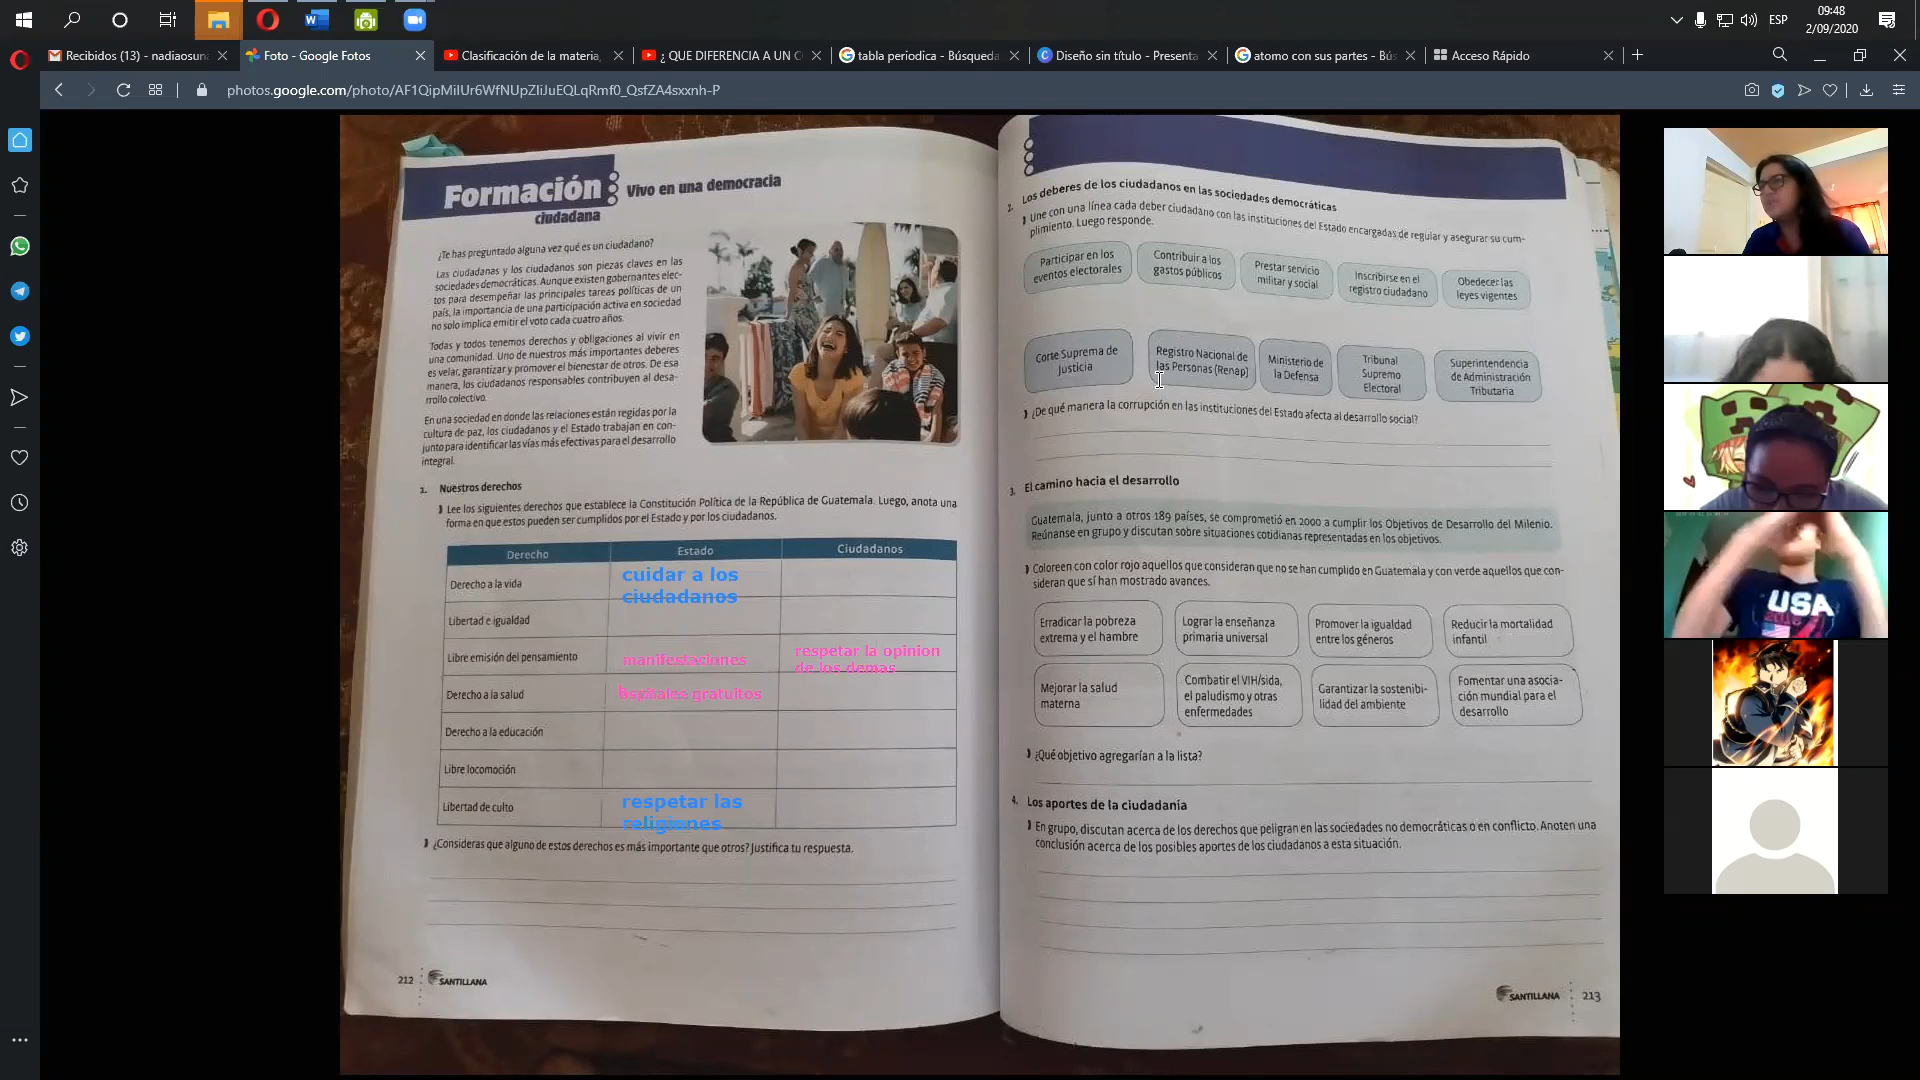 09:48
ESP
2/09/2020
Recibidos (13) - nadiaosuna
Foto - Google Fotos
Clasificación de la materia,
¿ QUE DIFERENCIA A UN C
tabla periodica - Búsqueda
Diseño sin título - Presenta
atomo con sus partes - Bús
Acceso Rápido
photos.google.com/photo/AF1QipMilUr6WfNUpZIiJuEQLqRmf0_QsfZA4sxxnh-P
Formación
ciudadana
Vivo en una democracia
¿Te has preguntado alguna vez qué es un ciudadano?
Las ciudadanas y los ciudadanos son piezas claves en las
sociedades democráticas. Aunque existen gobernantes elec-
tos para desempeñar las principales tareas políticas de un
país, la importancia de una participación activa en sociedad
no solo implica emitir el voto cada cuatro años.
Todas y todos tenemos derechos y obligaciones al vivir en
una comunidad. Uno de nuestros más importantes deberes
es velar, garantizar y promover el bienestar de otros. De esa
manera, los ciudadanos responsables contribuyen al desa-
rrollo colectivo.
En una sociedad en donde las relaciones están regidas por la
cultura de paz, los ciudadanos y el Estado trabajan en con-
junto para identificar las vías más efectivas para el desarrollo
integral.
1. Nuestros derechos
Lee los siguientes derechos que establece la Constitución Política de la República de Guatemala. Luego, anota una
forma en que estos pueden ser cumplidos por el Estado y por los ciudadanos.
Derecho Estado Ciudadanos
Derecho a la vida
cuidar a los
ciudadanos
Libertad e igualdad
Libre emisión del pensamiento
manifestaciones
respetar la opinion
de los demas
Derecho a la salud
gratuitos
Derecho a la educación
Libre locomoción
Libertad de culto
respetar las
religiones
¿Consideras que alguno de estos derechos es más importante que otros? Justifica tu respuesta.
212
SANTILLANA
2. Los deberes de los ciudadanos en las sociedades democráticas
Une con una línea cada deber ciudadano con las instituciones del Estado encargadas de regular y asegurar su cum-
plimiento. Luego responde.
Participar en los
eventos electorales
Contribuir a los
gastos públicos
Prestar servicio
militar y social
Inscribirse en el
registro ciudadano
Obedecer las
leyes vigentes
Corte Suprema de
Justicia
Registro Nacional de
las Personas (Renap)
Ministerio de
la Defensa
Tribunal
Supremo
Electoral
Superintendencia
de Administración
Tributaria
¿De qué manera la corrupción en las instituciones del Estado afecta al desarrollo social?
3. El camino hacia el desarrollo
Guatemala, junto a otros 189 países, se comprometió en 2000 a cumplir los Objetivos de Desarrollo del Milenio.
Reúnanse en grupo y discutan sobre situaciones cotidianas representadas en los objetivos.
Coloreen con color rojo aquellos que consideran que no se han cumplido en Guatemala y con verde aquellos que con-
sideran que sí han mostrado avances.
Erradicar la pobreza
extrema y el hambre
Lograr la enseñanza
primaria universal
Promover la igualdad
entre los géneros
Reducir la mortalidad
infantil
Mejorar la salud
materna
Combatir el VIH/sida,
el paludismo y otras
enfermedades
Garantizar la sostenibi-
lidad del ambiente
Fomentar una asocia-
ción mundial para el
desarrollo
¿Qué objetivo agregarían a la lista?
4. Los aportes de la ciudadanía
En grupo, discutan acerca de los derechos que peligran en las sociedades no democráticas o en conflicto. Anoten una
conclusión acerca de los posibles aportes de los ciudadanos a esta situación.
SANTILLANA
213
USA